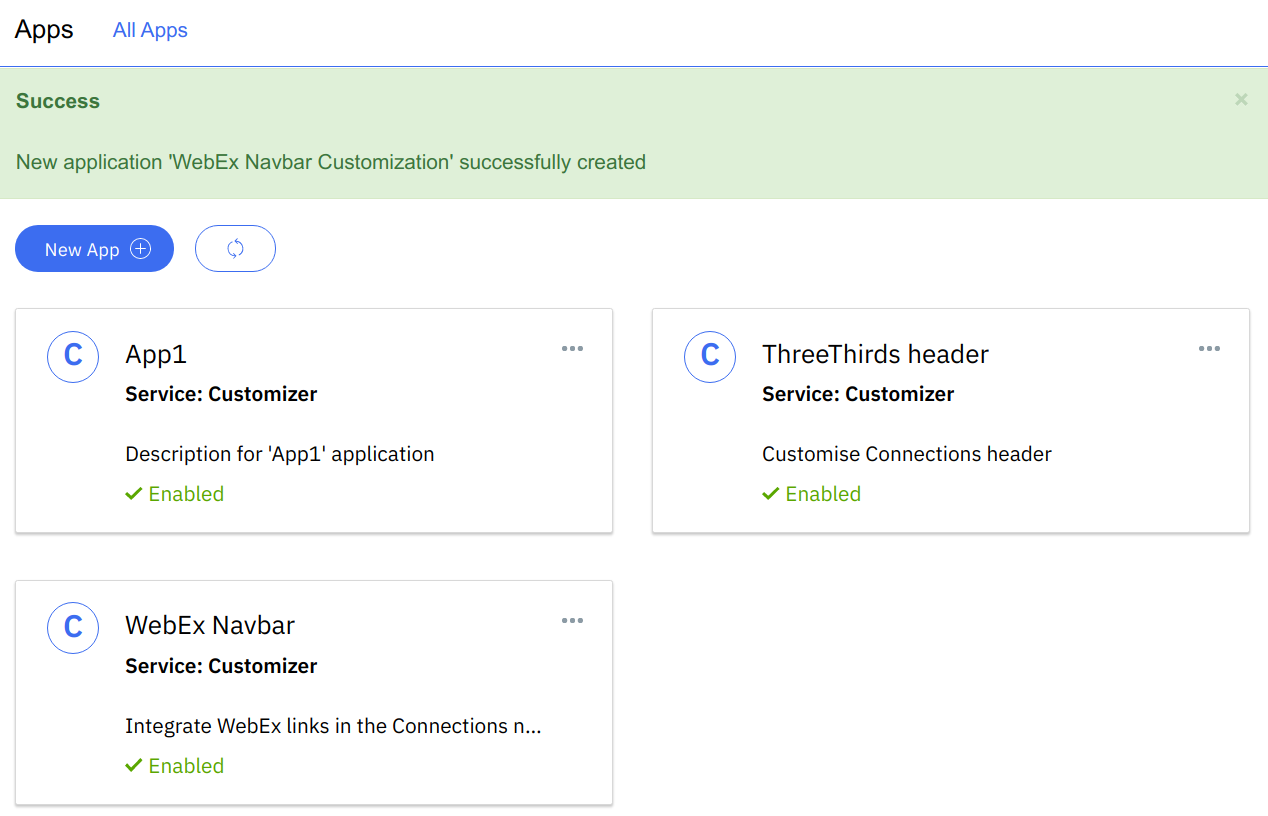 Apps All Apps
Success
×
New application 'WebEx Navbar Customization' successfully created
New App
C App1
Service: Customizer
Description for 'App1' application
Enabled
C ThreeThirds header
Service: Customizer
Customise Connections header
Enabled
C WebEx Navbar
Service: Customizer
Integrate WebEx links in the Connections n...
Enabled